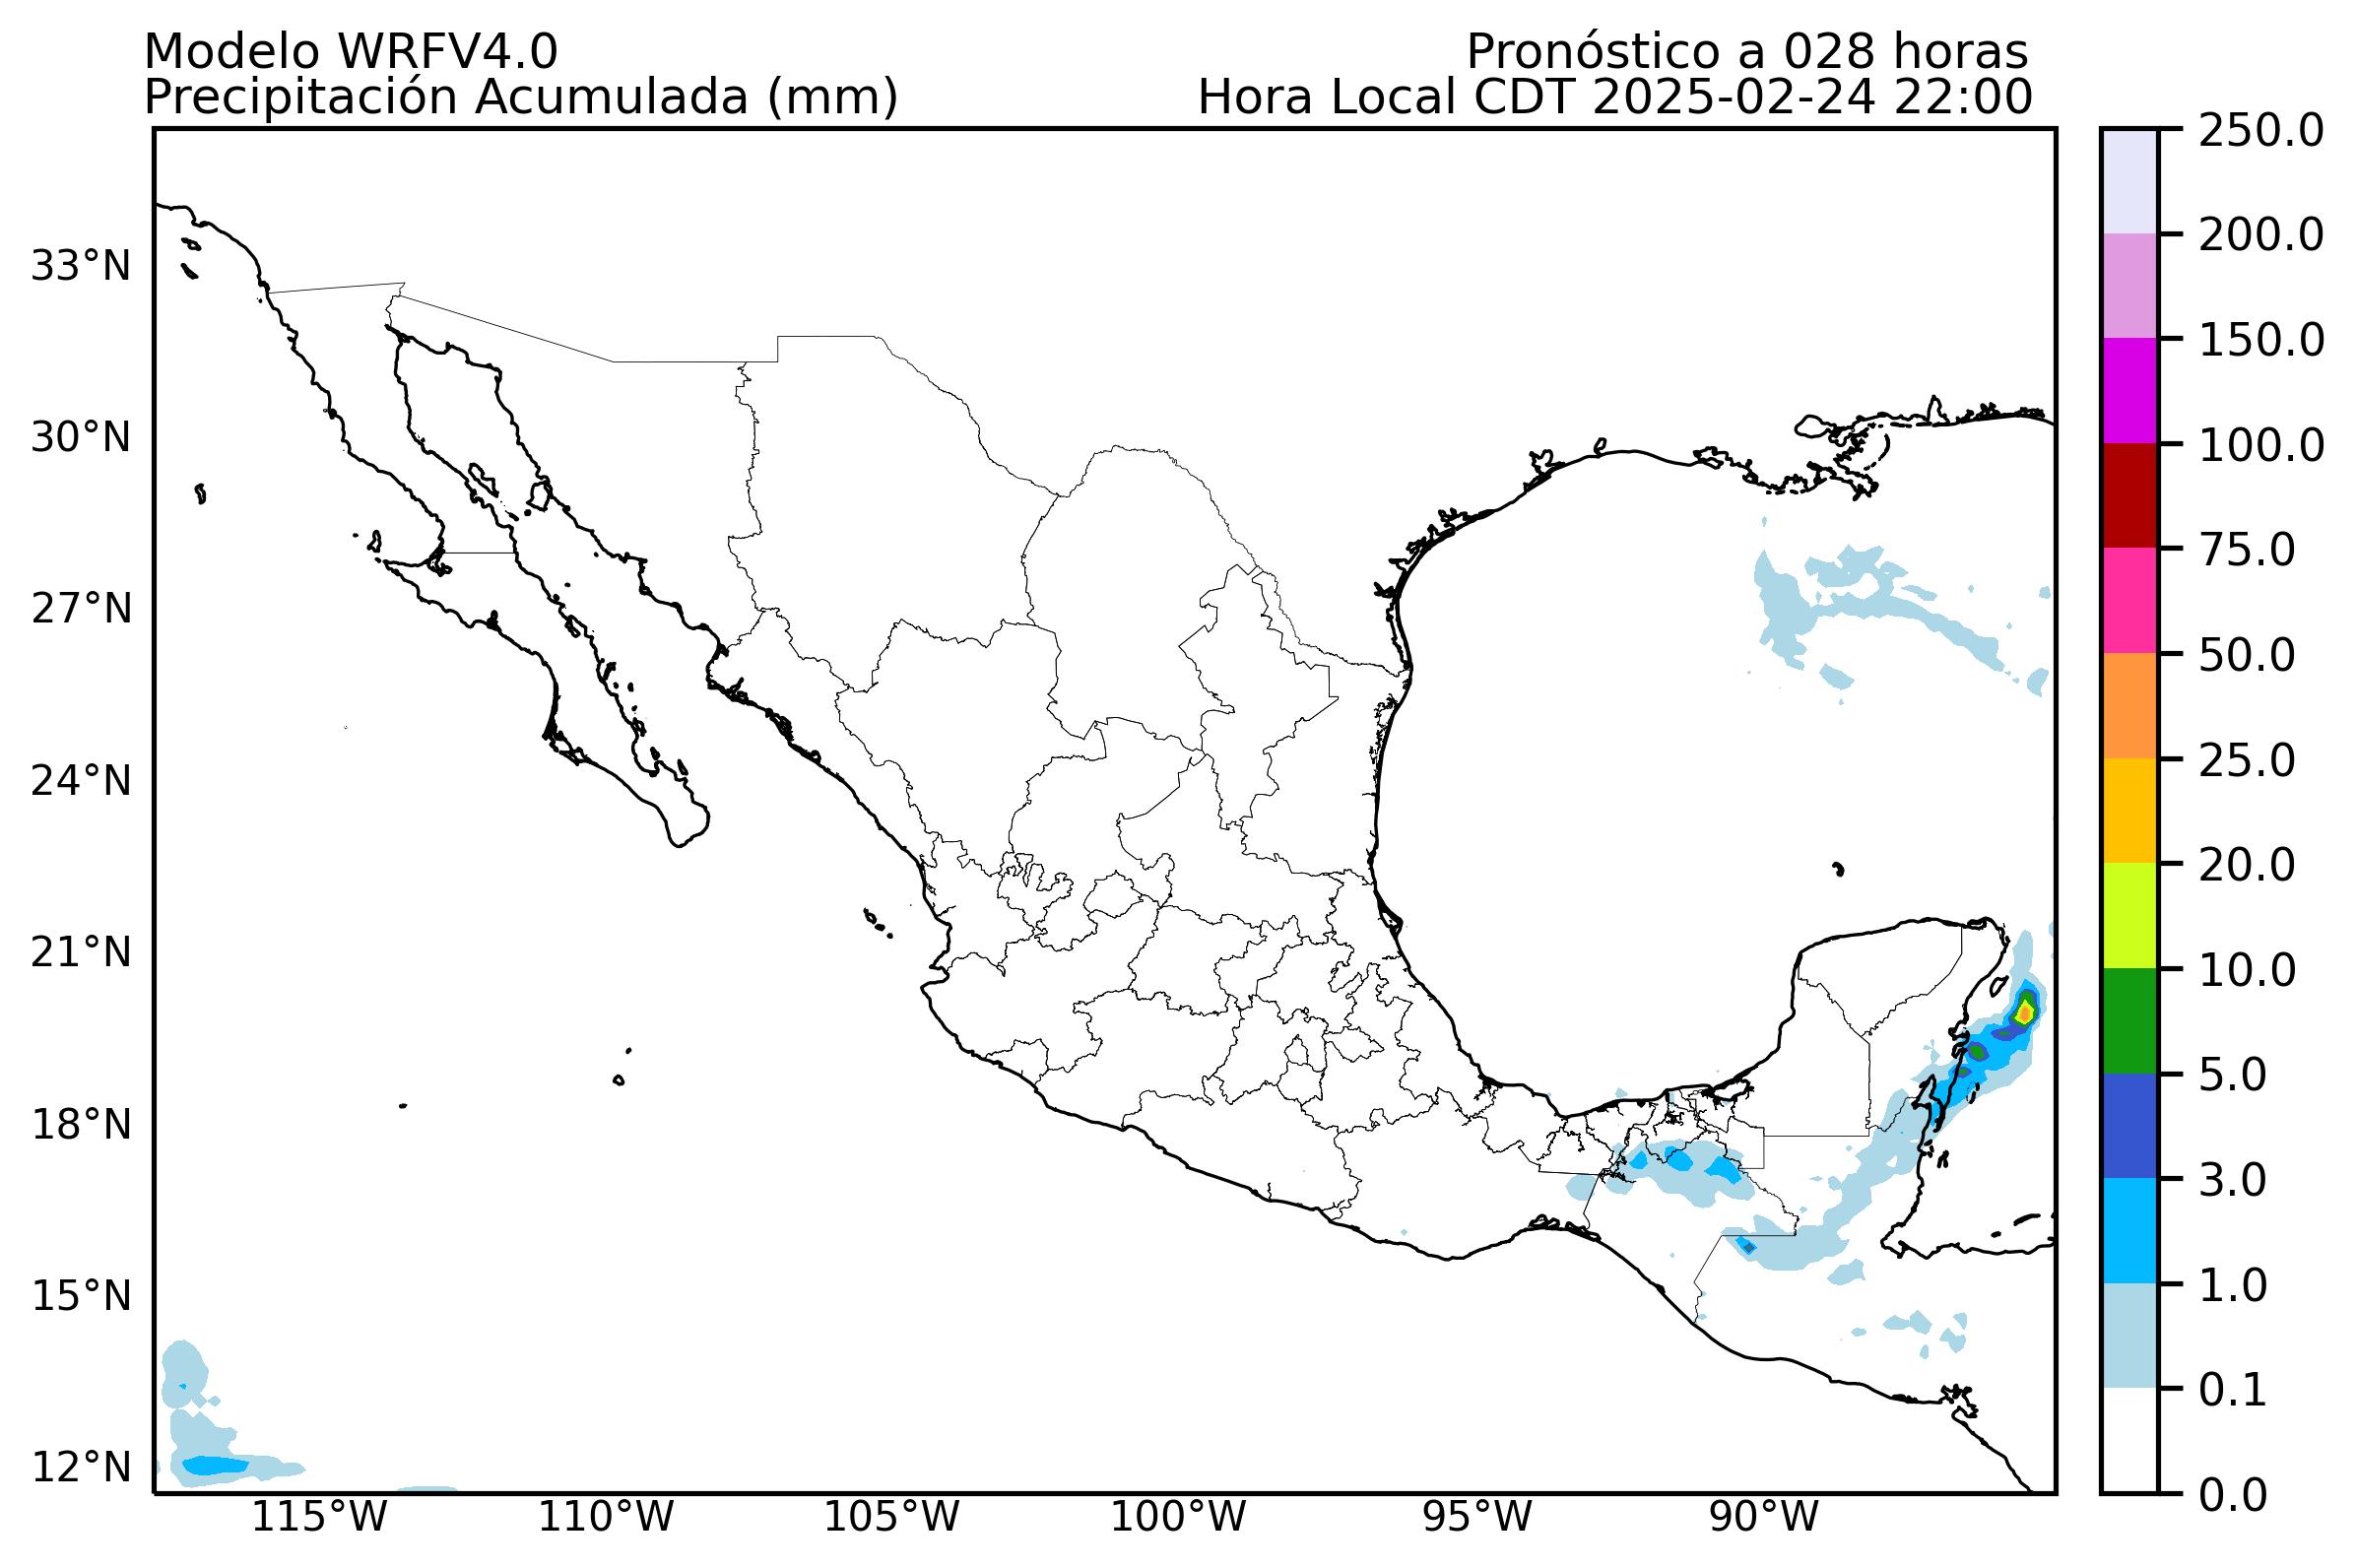 Modelo WRFV4.0
Pronóstico a 028 horas
Precipitación Acumulada (mm)
Hora Local CDT 2025-02-24 22:00
33°N
30°N
27°N
24°N
21°N
18°N
15°N
12°N
115°W
110°W
105°W
100°W
95°W
90°W
250.0
200.0
150.0
100.0
75.0
50.0
25.0
20.0
10.0
5.0
3.0
1.0
0.1
0.0